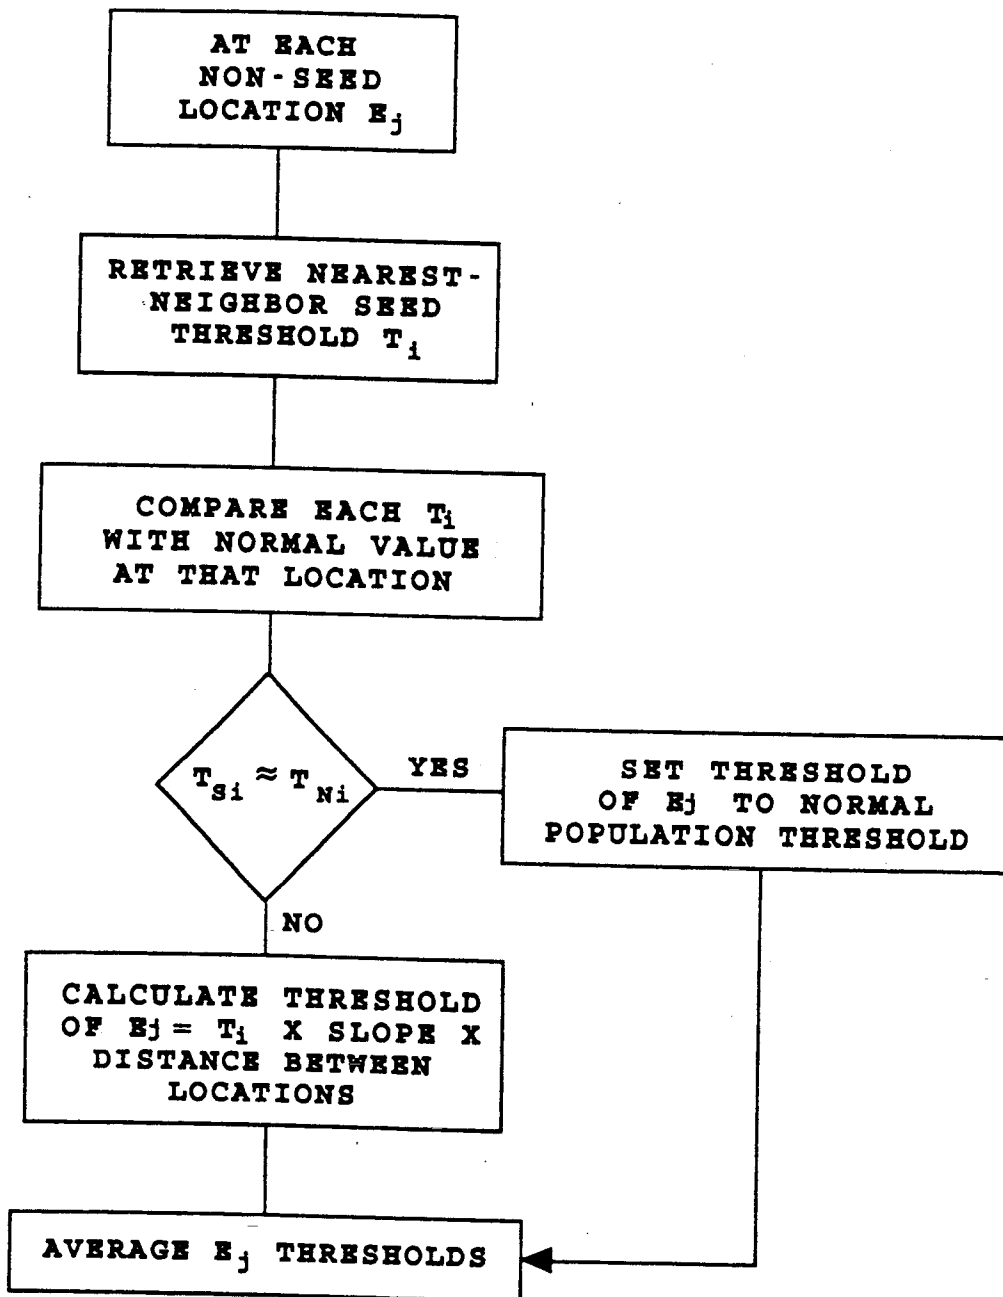 AT EACH
NON-SEED
LOCATION Ej
RETRIEVE NEAREST-
NEIGHBOR SEED
THRESHOLD Ti
COMPARE EACH Ti
WITH NORMAL VALUE
AT THAT LOCATION
TSi ≈ TNi
YES
SET THRESHOLD
OF Ej TO NORMAL
POPULATION THRESHOLD
NO
CALCULATE THRESHOLD
OF Ej = Ti X SLOPE X
DISTANCE BETWEEN
LOCATIONS
AVERAGE Ej THRESHOLDS